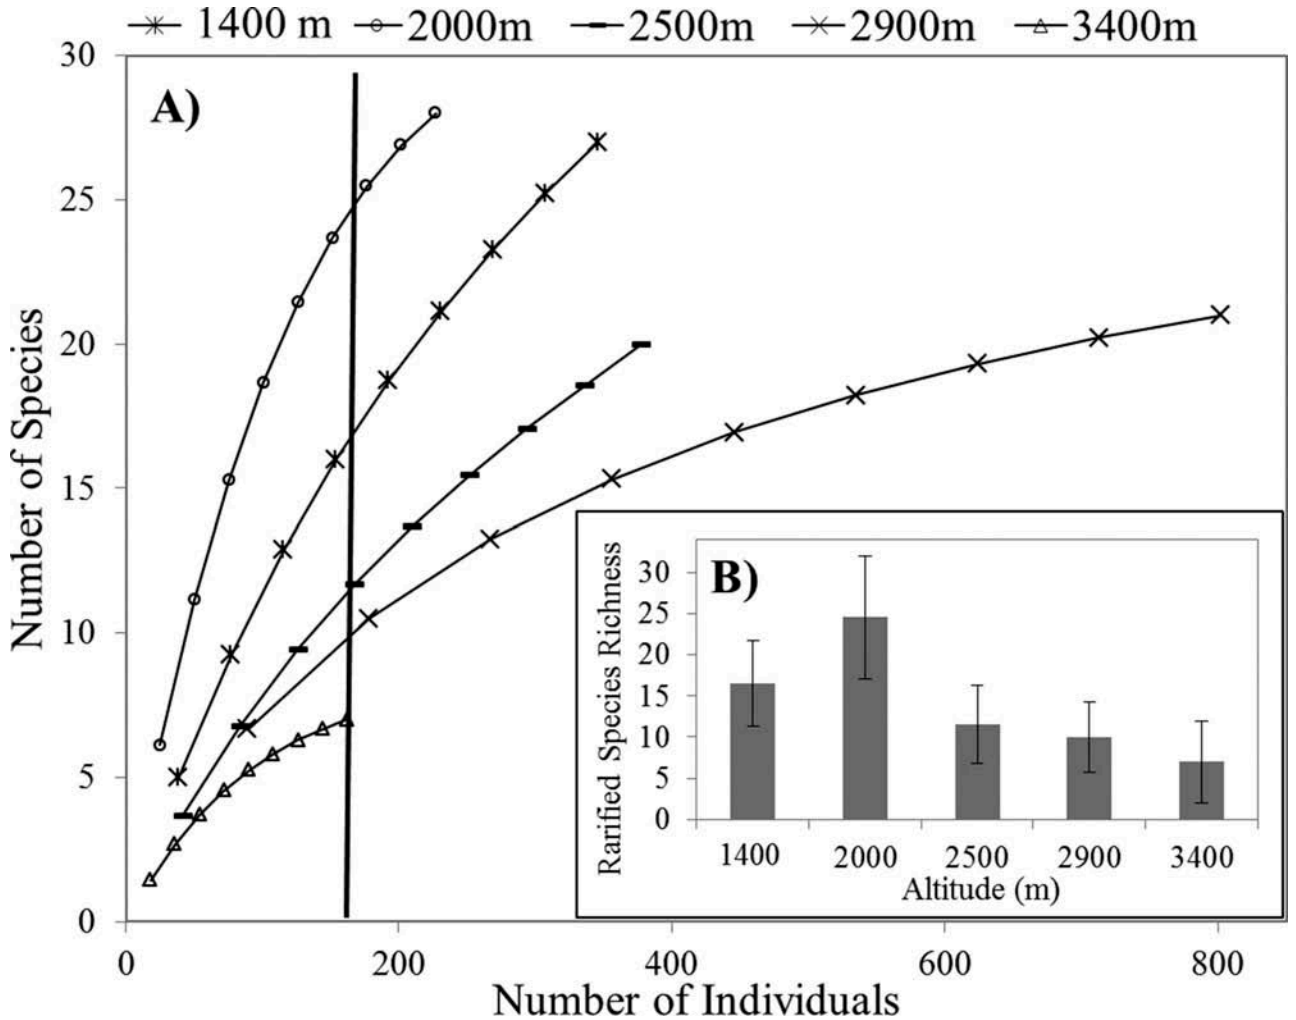 1400 m 2000m 2500m 2900m 3400m
A)
30
25
20
15
10
5
0
Number of Species
0 200 400 600 800
Number of Individuals
B)
30
25
20
15
10
5
0
Rarified Species Richness
1400 2000 2500 2900 3400
Altitude (m)